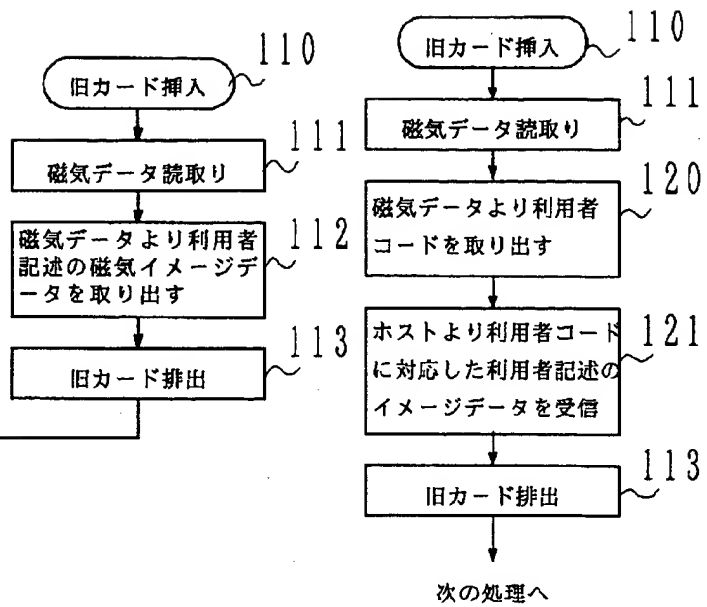 旧カード挿入
110
磁気データ読取り
111
磁気データより利用者
記述の磁気イメージデ
ータを取り出す
112
旧カード排出
113
旧カード挿入
110
磁気データ読取り
111
磁気データより利用者
コードを取り出す
120
ホストより利用者コード
に対応した利用者記述の
イメージデータを受信
121
旧カード排出
113
次の処理へ